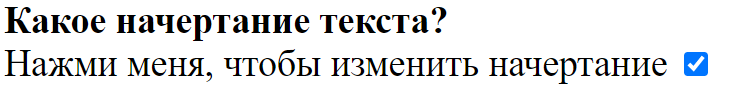 Какое начертание текста?
Нажми меня, чтобы изменить начертание